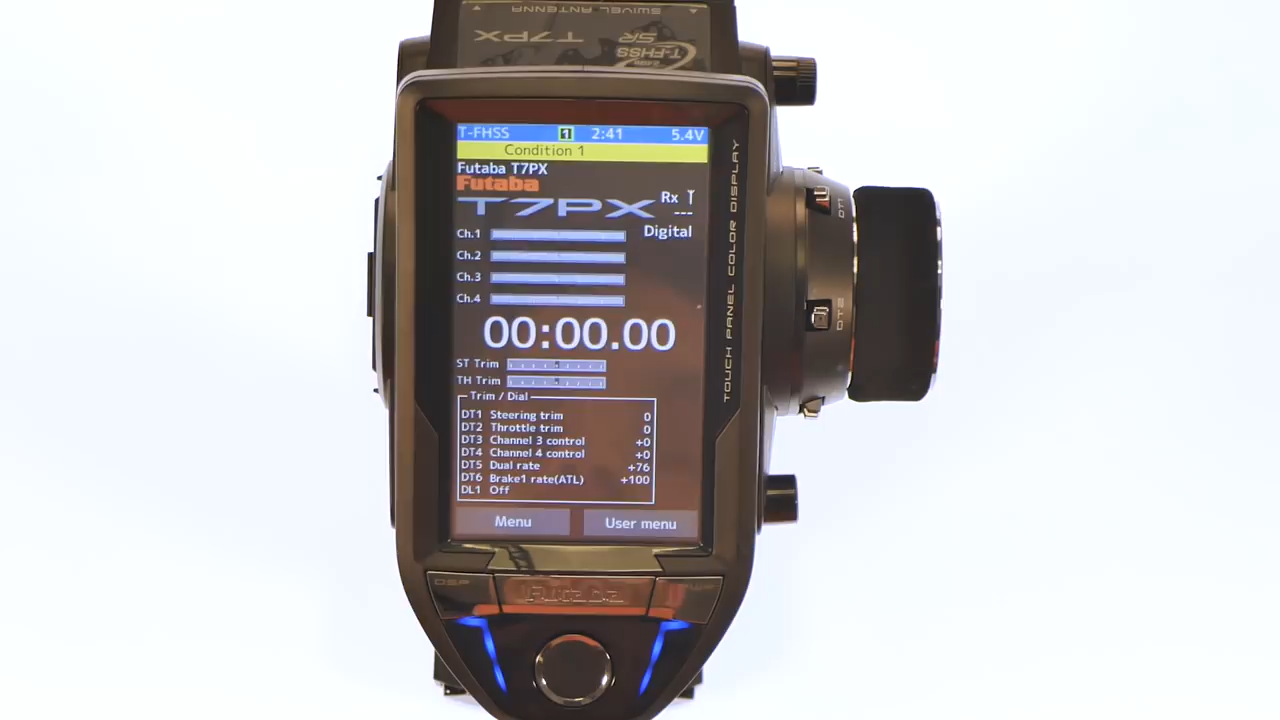 SWIVEL ANTENNA
T7PX
T-FHSS
SR
T-FHSS 1 2:41 5.4V
Condition 1
Futaba T7PX
Futaba
T7PX
Rx
---
Digital
Ch.1
Ch.2
Ch.3
Ch.4
00:00.00
ST Trim
TH Trim
Trim / Dial
DT1 Steering trim 0
DT2 Throttle trim 0
DT3 Channel 3 control +0
DT4 Channel 4 control +0
DT5 Dual rate +76
DT6 Brake1 rate(ATL) +100
DL1 Off
Menu User menu
TOUCH PANEL COLOR DISPLAY
DT1
DT2
DSP
Futaba